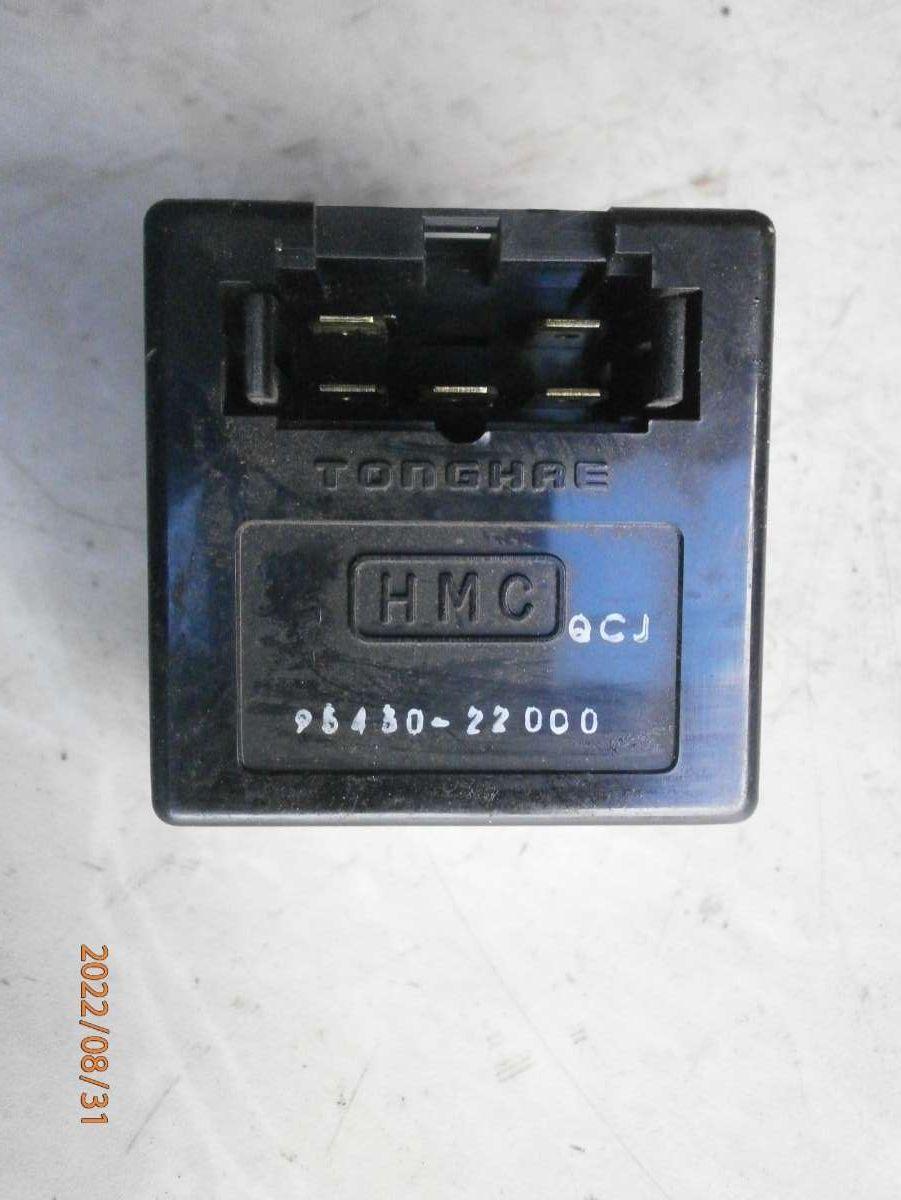 TONGHAE
HMC
QCJ
95430-22000
2022/08/31